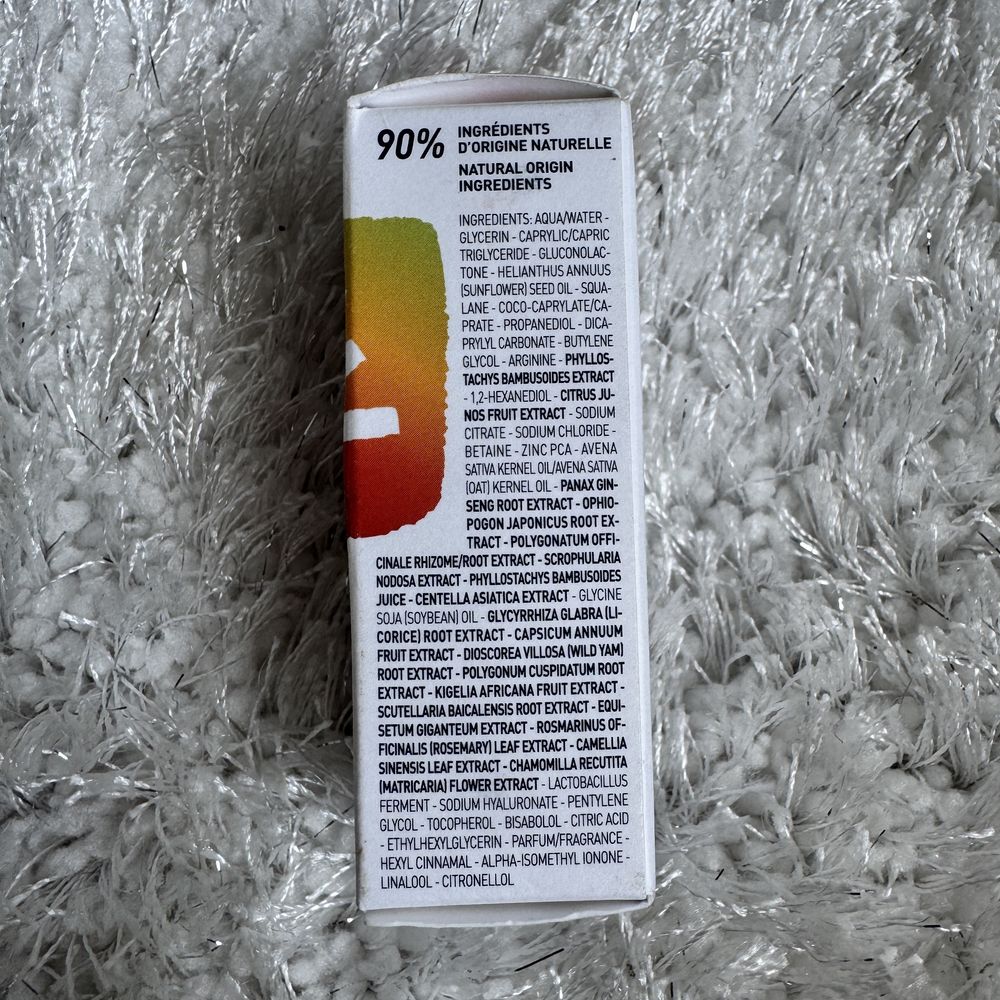 90%
INGRÉDIENTS
D'ORIGINE NATURELLE
NATURAL ORIGIN
INGREDIENTS
INGREDIENTS: AQUA/WATER -
GLYCERIN - CAPRYLIC/CAPRIC
TRIGLYCERIDE - GLUCONOLAC-
TONE - HELIANTHUS ANNUUS
(SUNFLOWER) SEED OIL - SQUA-
LANE - COCO-CAPRYLATE/CA-
PRATE - PROPANEDIOL - DICA-
PRYLYL CARBONATE - BUTYLENE
GLYCOL - ARGININE - PHYLLOS-
TACHYS BAMBUSOIDES EXTRACT
- 1,2-HEXANEDIOL - CITRUS JU-
NOS FRUIT EXTRACT - SODIUM
CITRATE - SODIUM CHLORIDE -
BETAINE - ZINC PCA - AVENA
SATIVA KERNEL OIL/AVENA SATIVA
(OAT) KERNEL OIL - PANAX GIN-
SENG ROOT EXTRACT - OPHIO-
POGON JAPONICUS ROOT EX-
TRACT - POLYGONATUM OFFI-
CINALE RHIZOME/ROOT EXTRACT - SCROPHULARIA
NODOSA EXTRACT - PHYLLOSTACHYS BAMBUSOIDES
JUICE - CENTELLA ASIATICA EXTRACT - GLYCINE
SOJA (SOYBEAN) OIL - GLYCYRRHIZA GLABRA (LI-
CORICE) ROOT EXTRACT - CAPSICUM ANNUUM
FRUIT EXTRACT - DIOSCOREA VILLOSA (WILD YAM)
ROOT EXTRACT - POLYGONUM CUSPIDATUM ROOT
EXTRACT - KIGELIA AFRICANA FRUIT EXTRACT -
SCUTELLARIA BAICALENSIS ROOT EXTRACT - EQUI-
SETUM GIGANTEUM EXTRACT - ROSMARINUS OF-
FICINALIS (ROSEMARY) LEAF EXTRACT - CAMELLIA
SINENSIS LEAF EXTRACT - CHAMOMILLA RECUTITA
(MATRICARIA) FLOWER EXTRACT - LACTOBACILLUS
FERMENT - SODIUM HYALURONATE - PENTYLENE
GLYCOL - TOCOPHEROL - BISABOLOL - CITRIC ACID
- ETHYLHEXYLGLYCERIN - PARFUM/FRAGRANCE -
HEXYL CINNAMAL - ALPHA-ISOMETHYL IONONE -
LINALOOL - CITRONELLOL